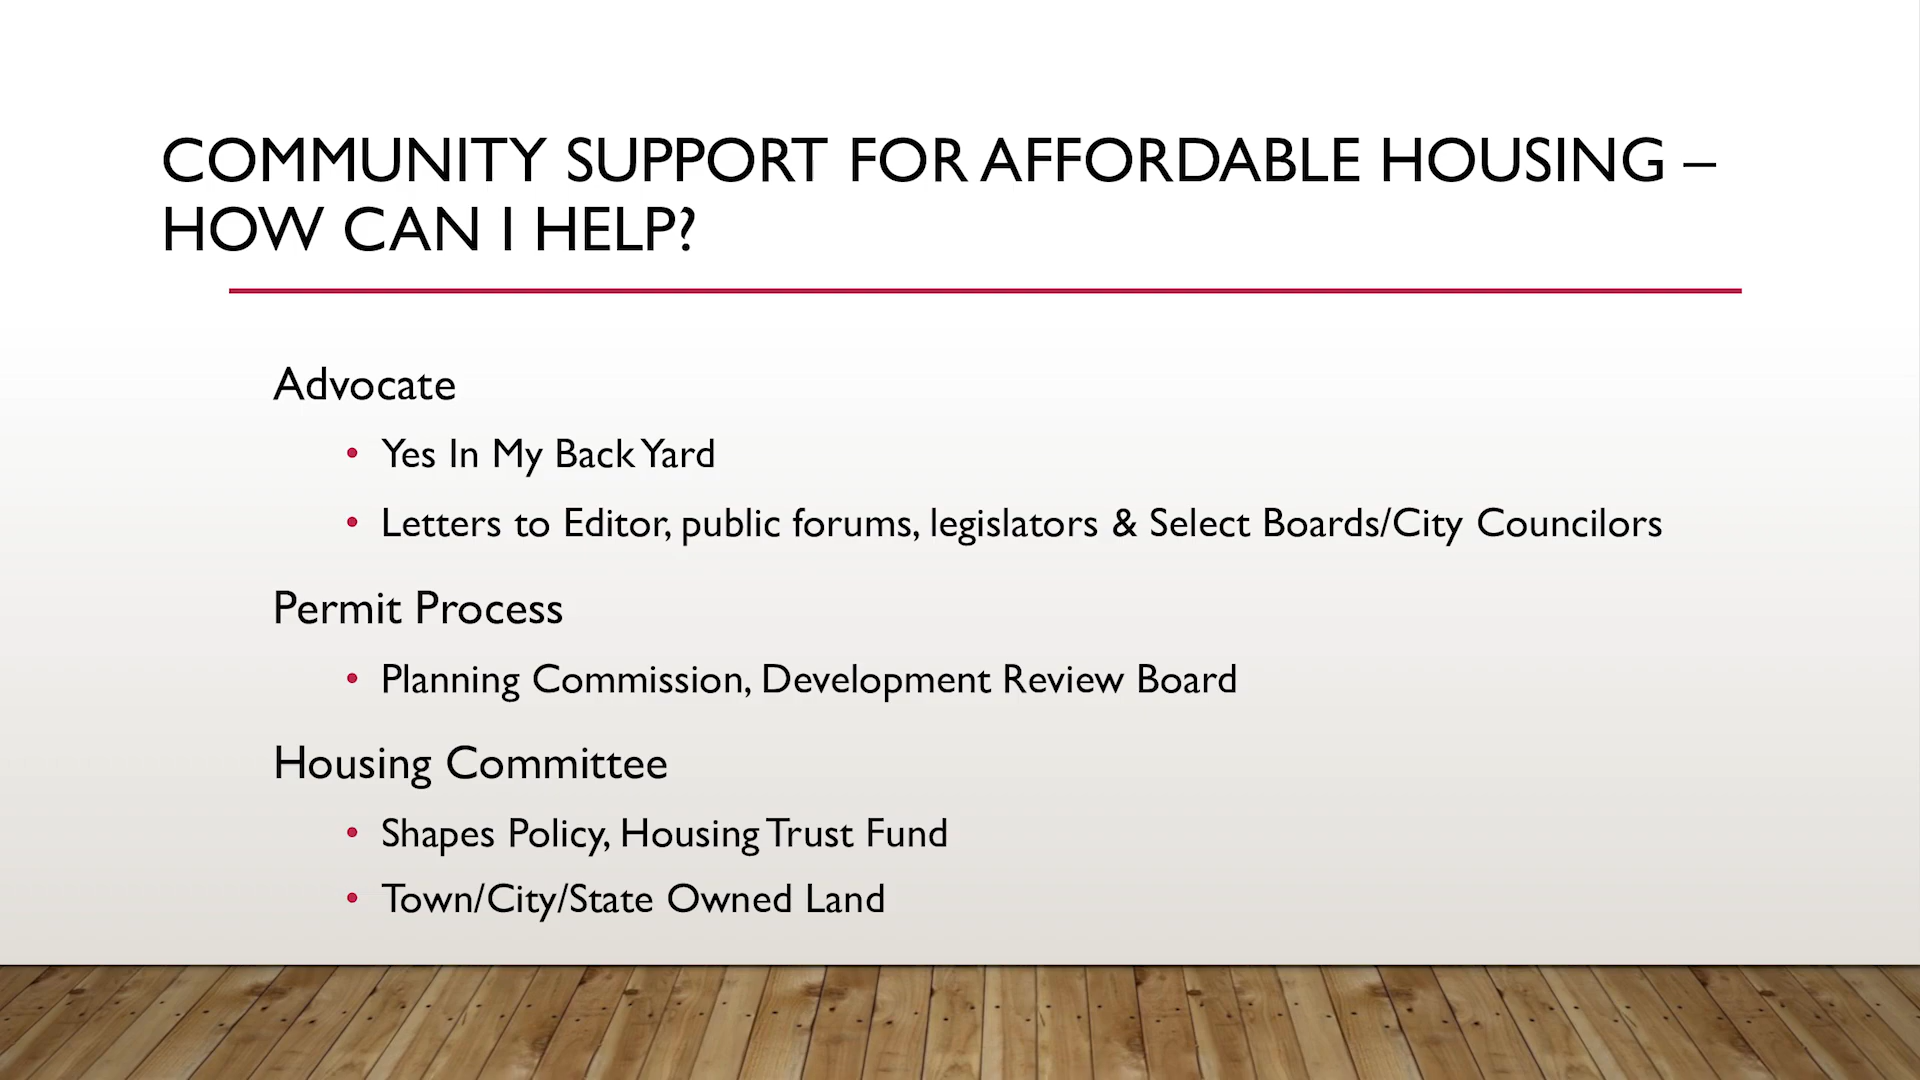 COMMUNITY SUPPORT FOR AFFORDABLE HOUSING –
HOW CAN I HELP?
Advocate
• Yes In My Back Yard
• Letters to Editor, public forums, legislators & Select Boards/City Councilors
Permit Process
• Planning Commission, Development Review Board
Housing Committee
• Shapes Policy, Housing Trust Fund
• Town/City/State Owned Land